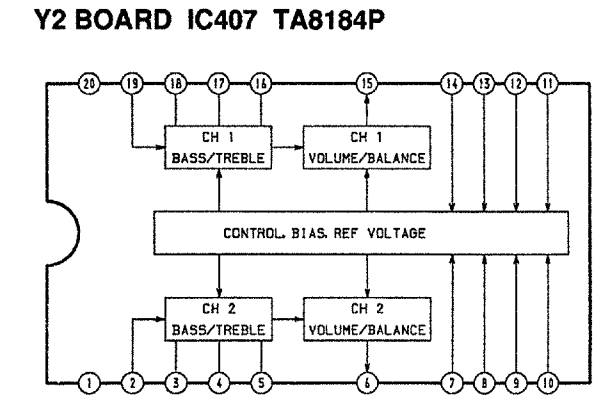 Y2 BOARD IC407 TA8184P
20 19 18 17 16 15 14 13 12 11
CH 1 CH 1
BASS/TREBLE VOLUME/BALANCE
CONTROL. BIAS. REF VOLTAGE
CH 2 CH 2
BASS/TREBLE VOLUME/BALANCE
1 2 3 4 5 6 7 8 9 10